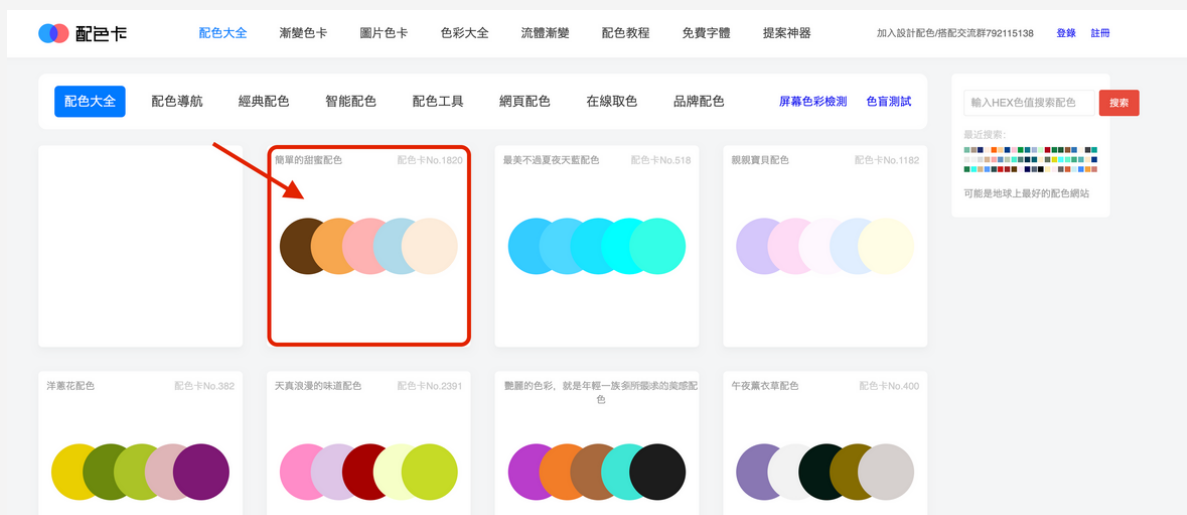 配色卡
配色大全 漸變色卡 圖片色卡 色彩大全 流體漸變 配色教程 免費字體 提案神器 加入設計配色/搭配交流群792115138 登錄 註冊
配色大全 配色導航 經典配色 智能配色 配色工具 網頁配色 在線取色 品牌配色 屏幕色彩檢測 色盲測試
輸入HEX色值搜索配色 搜索
最近搜索:
可能是地球上最好的配色網站
簡單的甜蜜配色 配色卡No.1820
最美不過夏夜天藍配色 配色卡No.518
親親寶貝配色 配色卡No.1182
洋蔥花配色 配色卡No.382
天真浪漫的味道配色 配色卡No.2391
艷麗的色彩，就是年輕一族
色
午夜薰衣草配色 配色卡No.400